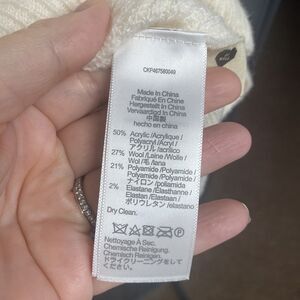 CKP467580049
Made In China
Fabriqué En Chine
Hergestellt In China
Vervaardigd In China
中国製
hecho en china
50% Acrylic/Acrylique/
Polyacryl/Acryl/
アクリル/acrílico
27% Wool/Laine/Wolle/
Wol/毛/lana
21% Polyamide/Polyamide/
Polyamid/Polyamide/
ナイロン/poliamida
2% Elastane/Elasthanne/
Elastan/Elastaan/
ポリウレタン/elastano
Dry Clean.
Nettoyage A Sec.
Chemische Reinigung.
Chemisch Reinigen.
ドライクリーニングをして
ください。